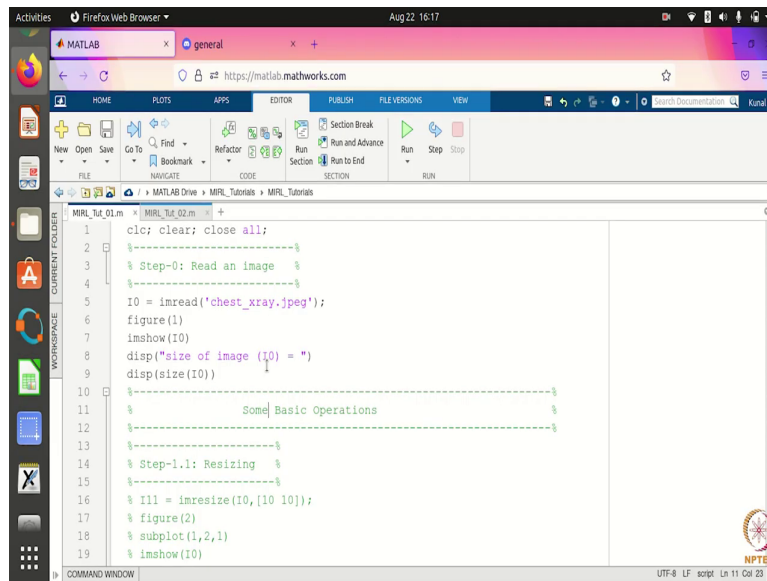 Activities Firefox Web Browser Aug 22 16:17
MATLAB × general × +
https://matlab.mathworks.com
HOME PLOTS APPS EDITOR PUBLISH FILE VERSIONS VIEW Search Documentation Kunal
New Open Save Go To Find Bookmark Refactor Run Section Section Break Run and Advance Run to End Run Step Stop
FILE NAVIGATE CODE SECTION RUN
/ › MATLAB Drive › MIRL_Tutorials › MIRL_Tutorials
MIRL_Tut_01.m × MIRL_Tut_02.m × +
CURRENT FOLDER
WORKSPACE
1 clc; clear; close all;
2 %-----------------------%
3 % Step-0: Read an image %
4 %-----------------------%
5 I0 = imread('chest_xray.jpeg');
6 figure(1)
7 imshow(I0)
8 disp("size of image (I0) = ")
9 disp(size(I0))
10 %-----------------------------------------------------------%
11 % Some Basic Operations %
12 %-----------------------------------------------------------%
13 %--------------------%
14 % Step-1.1: Resizing %
15 %--------------------%
16 % I11 = imresize(I0,[10 10]);
17 % figure(2)
18 % subplot(1,2,1)
19 % imshow(I0)
NPTE
COMMAND WINDOW UTF-8 LF script Ln 11 Col 23